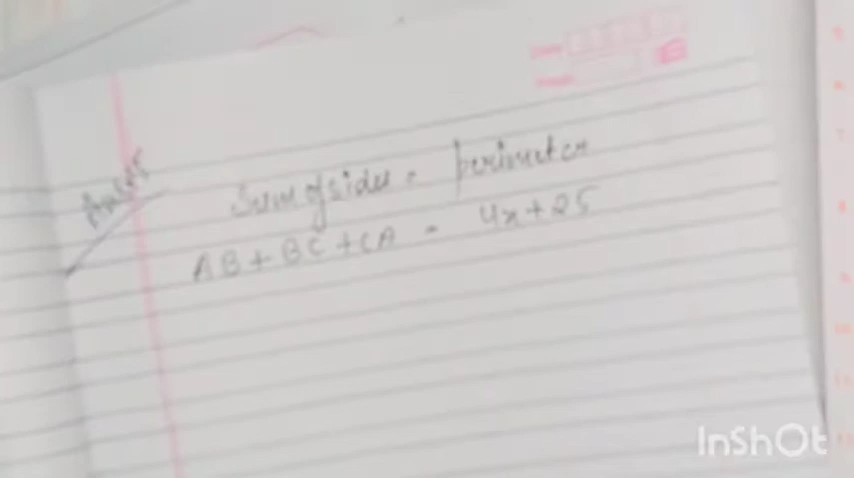 Sum of sides = perimeter
AB + BC + CA = 4x + 25
InShOt